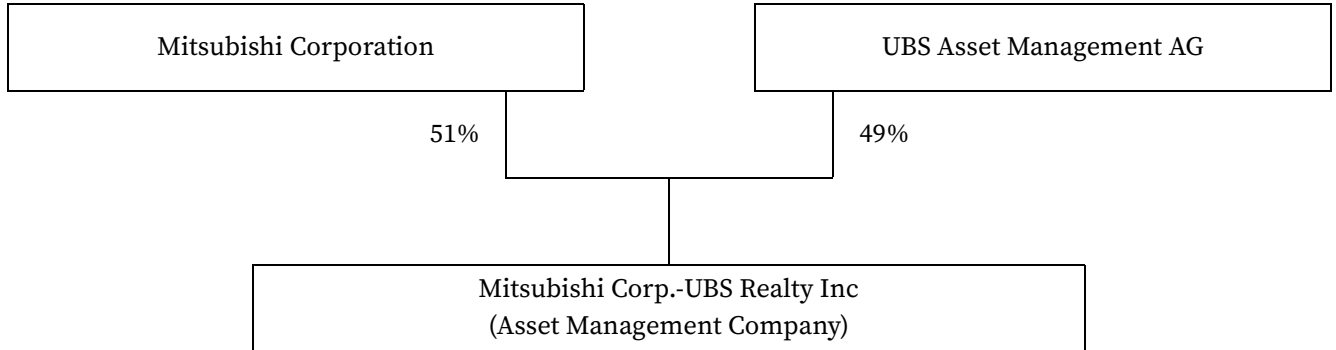 Mitsubishi Corporation
UBS Asset Management AG
51%
49%
Mitsubishi Corp.-UBS Realty Inc
(Asset Management Company)